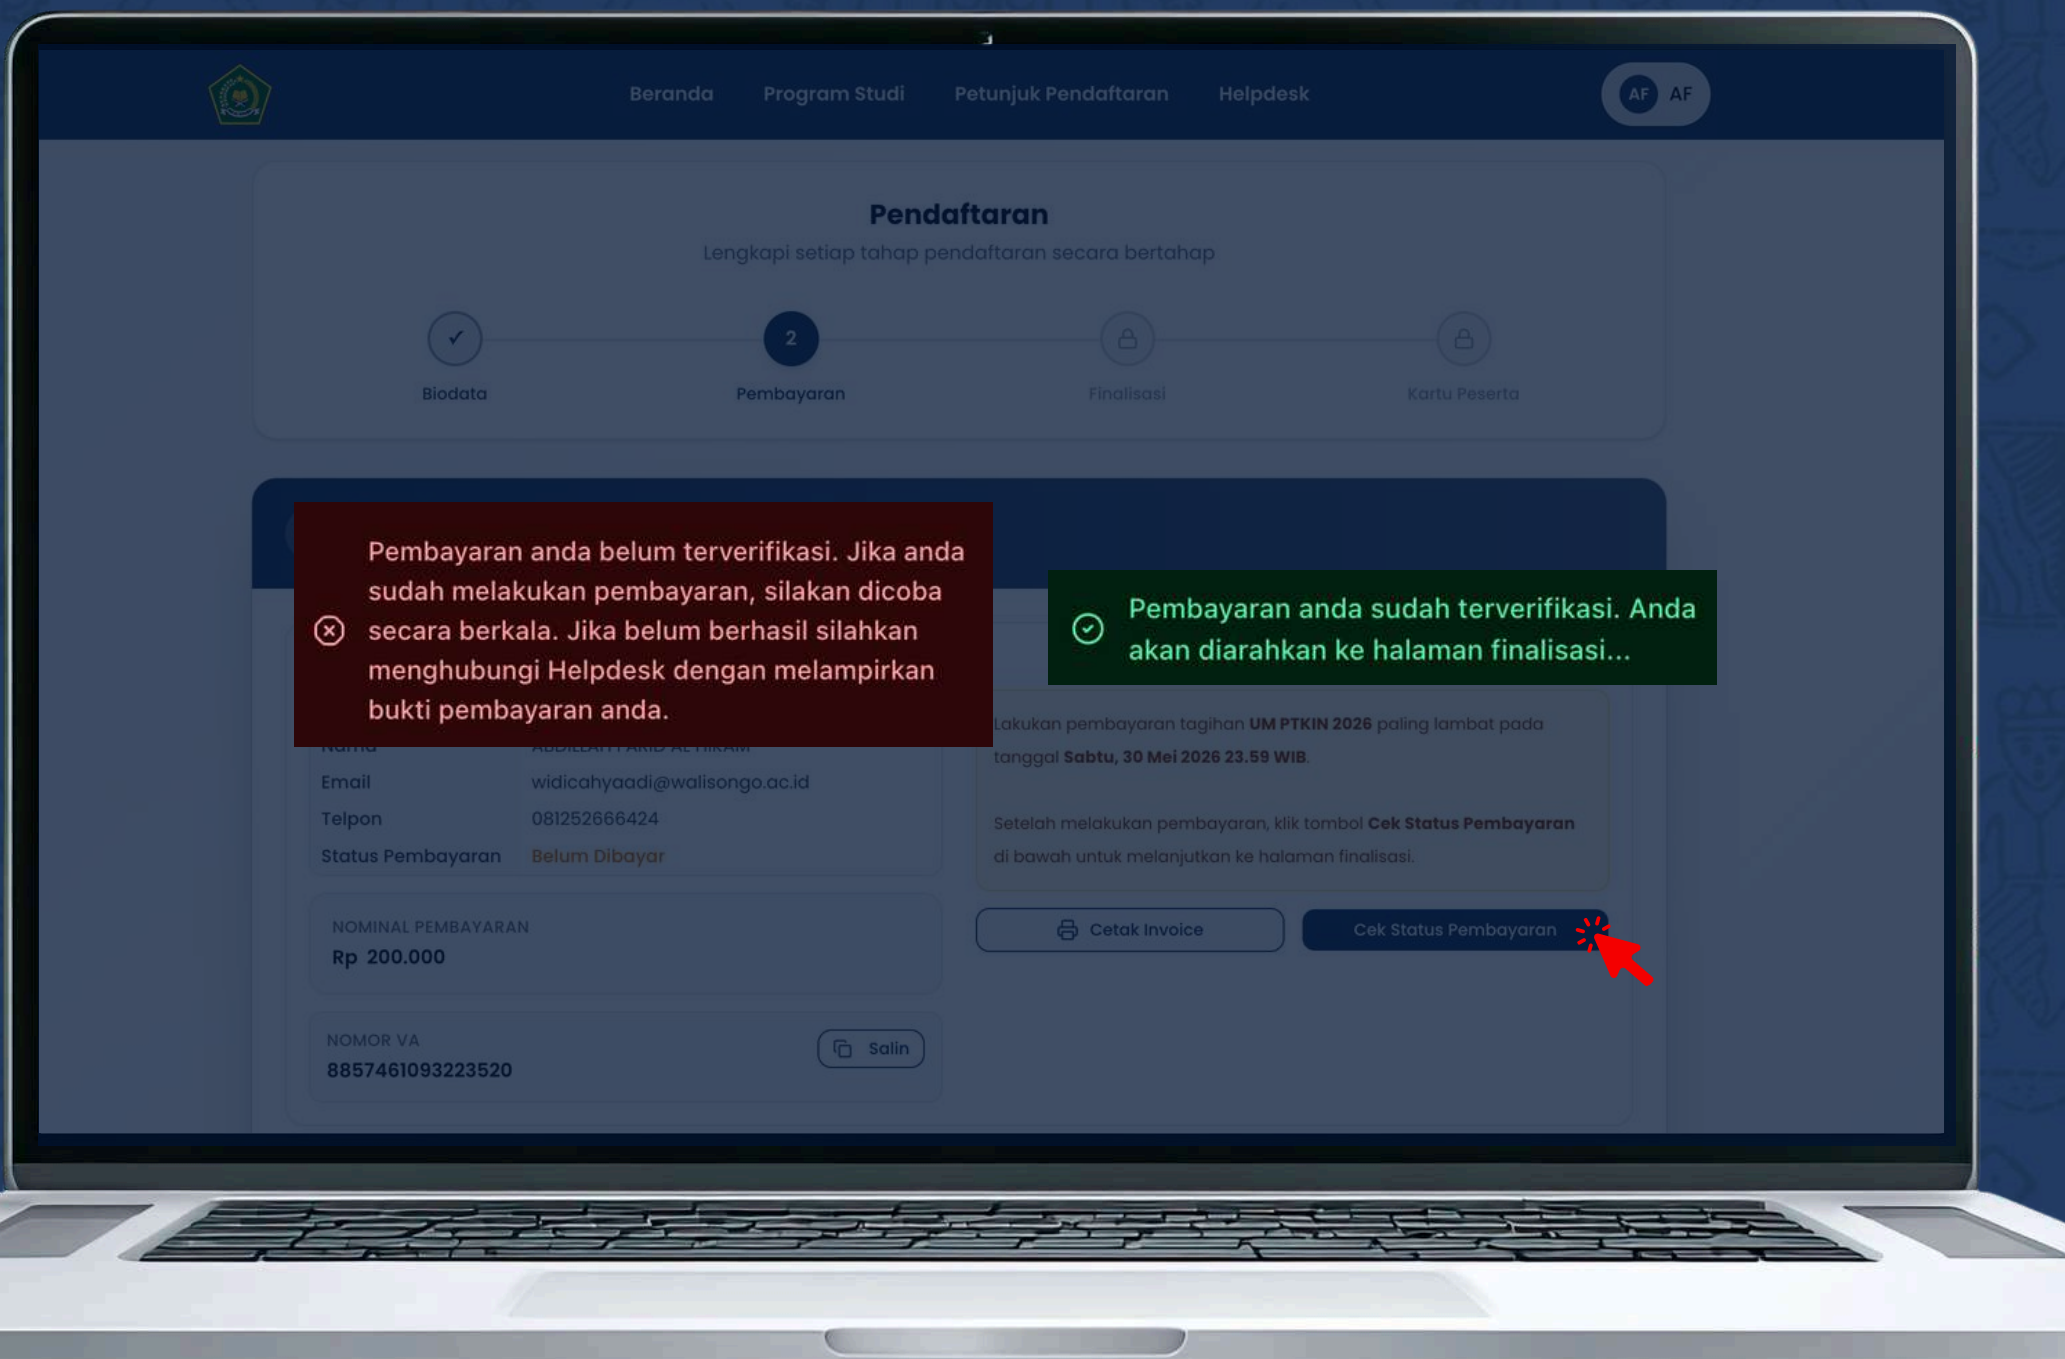 Beranda
Program Studi
Petunjuk Pendaftaran
Helpdesk
AF
AF
Pendaftaran
Lengkapi setiap tahap pendaftaran secara bertahap
2
Biodata
Pembayaran
Finalisasi
Kartu Peserta
Pembayaran anda belum terverifikasi. Jika anda
sudah melakukan pembayaran, silakan dicoba
secara berkala. Jika belum berhasil silahkan
menghubungi Helpdesk dengan melampirkan
bukti pembayaran anda.
Pembayaran anda sudah terverifikasi. Anda
akan diarahkan ke halaman finalisasi...
Nama ABDILLAH FARID AL HIKAM
Email widicahyaadi@walisongo.ac.id
Telpon 081252666424
Status Pembayaran Belum Dibayar
Lakukan pembayaran tagihan UM PTKIN 2026 paling lambat pada
tanggal Sabtu, 30 Mei 2026 23.59 WIB.
Setelah melakukan pembayaran, klik tombol Cek Status Pembayaran
di bawah untuk melanjutkan ke halaman finalisasi.
Cetak Invoice
Cek Status Pembayaran
NOMINAL PEMBAYARAN
Rp 200.000
NOMOR VA
8857461093223520
Salin